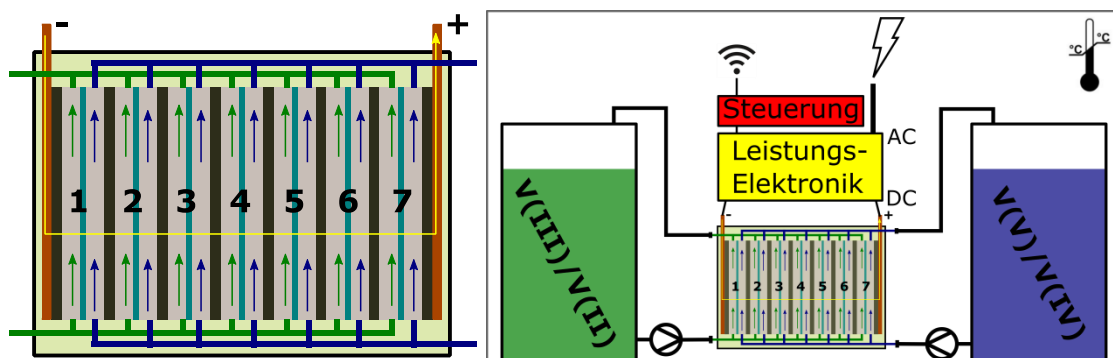 - +
1 2 3 4 5 6 7
°C °C
Steuerung
Leistungs-
Elektronik
AC
DC
- +
1 2 3 4 5 6 7
V(III)/V(II)
V(V)/V(IV)